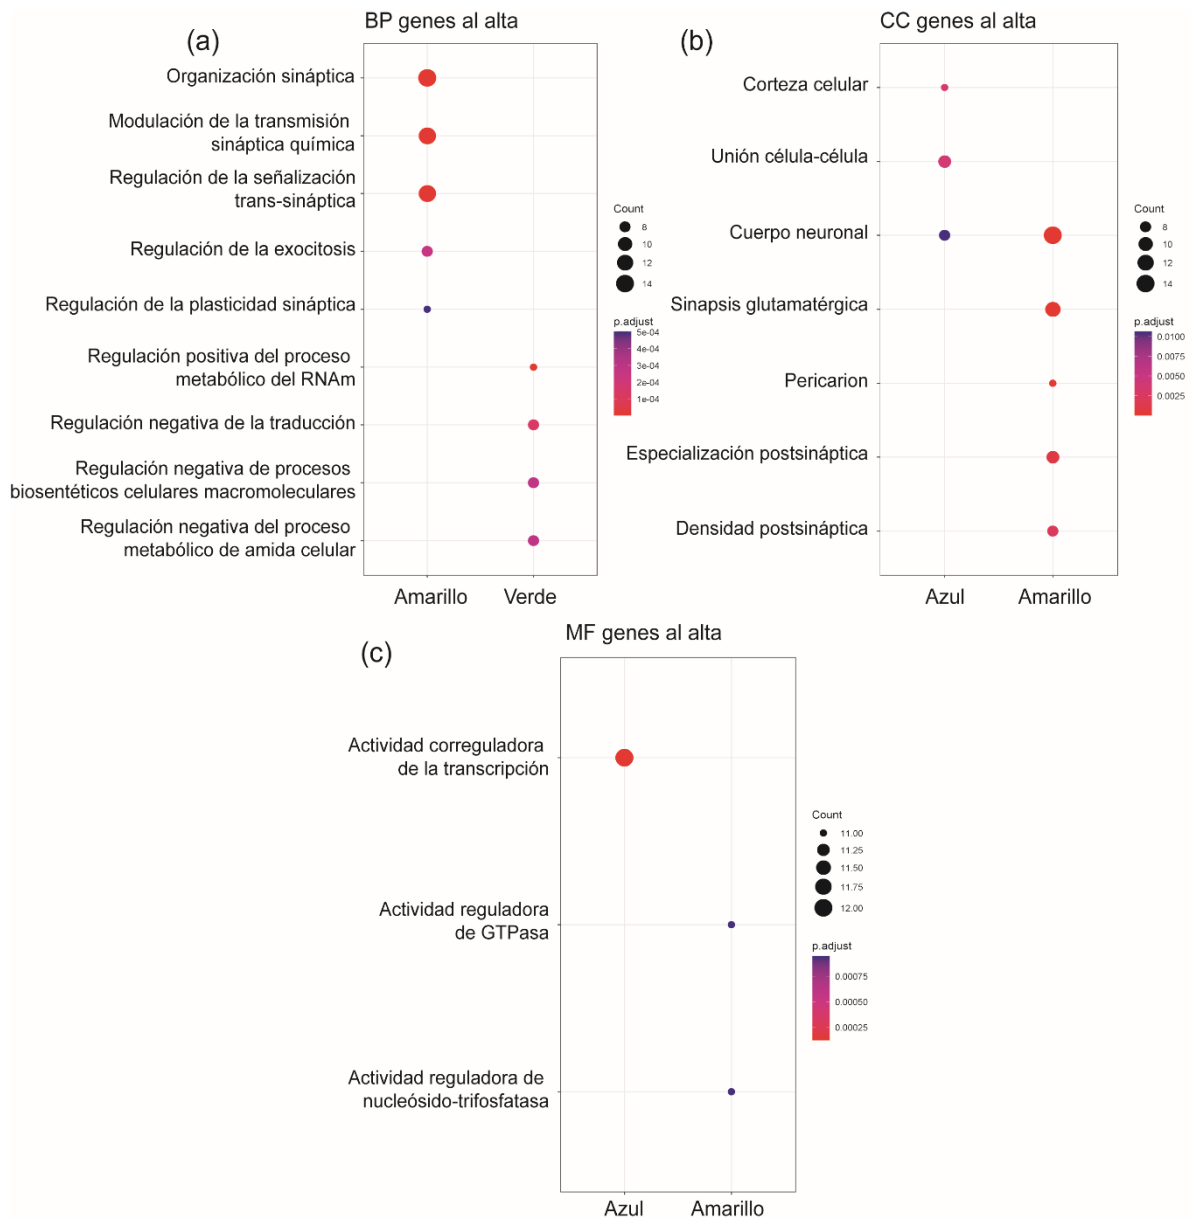 BP genes al alta
(a)
Organización sináptica
Modulación de la transmisión
sináptica química
Regulación de la señalización
trans-sináptica
Regulación de la exocitosis
Regulación de la plasticidad sináptica
Regulación positiva del proceso
metabólico del RNAm
Regulación negativa de la traducción
Regulación negativa de procesos
biosentéticos celulares macromoleculares
Regulación negativa del proceso
metabólico de amida celular
Amarillo
Verde
Count
8
10
12
14
p.adjust
5e-04
4e-04
3e-04
2e-04
1e-04
CC genes al alta
(b)
Corteza celular
Unión célula-célula
Cuerpo neuronal
Sinapsis glutamatérgica
Pericarion
Especialización postsináptica
Densidad postsináptica
Azul
Amarillo
Count
8
10
12
14
p.adjust
0.0100
0.0075
0.0050
0.0025
MF genes al alta
(c)
Actividad correguladora
de la transcripción
Actividad reguladora
de GTPasa
Actividad reguladora de
nucleósido-trifosfatasa
Azul
Amarillo
Count
11.00
11.25
11.50
11.75
12.00
p.adjust
0.00075
0.00050
0.00025